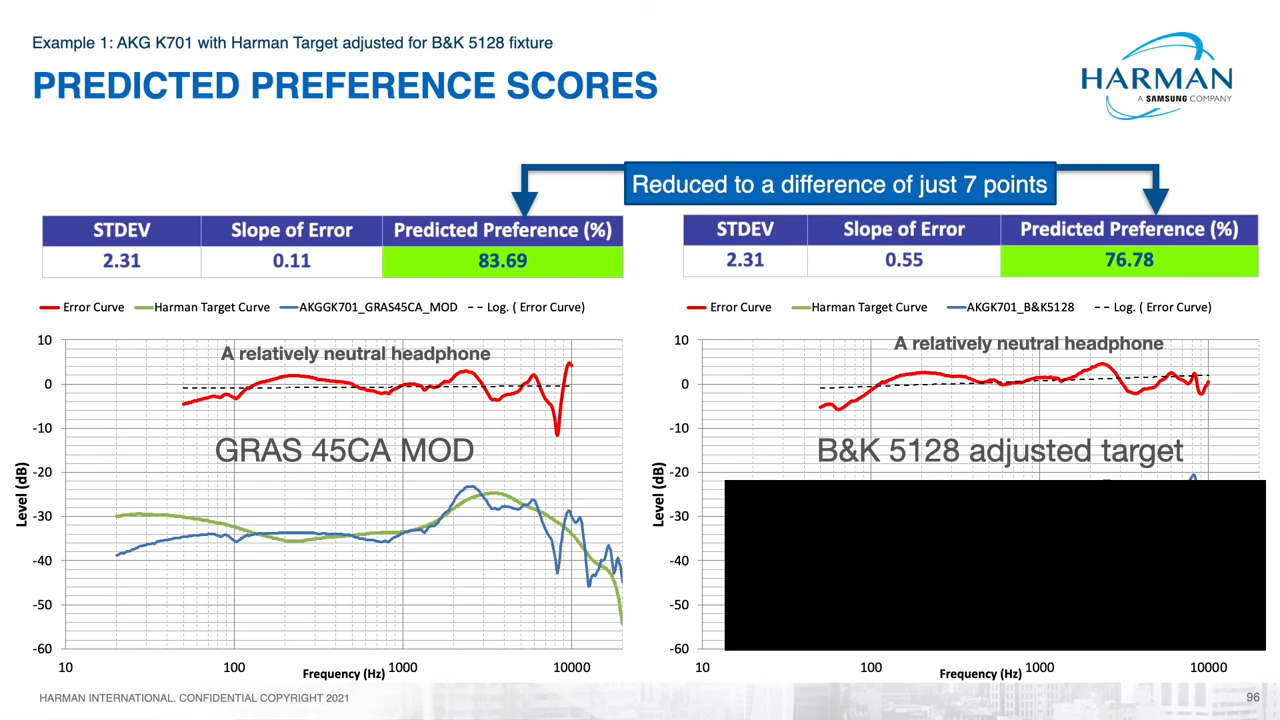 Example 1: AKG K701 with Harman Target adjusted for B&K 5128 fixture
PREDICTED PREFERENCE SCORES
HARMAN
A SAMSUNG COMPANY
Reduced to a difference of just 7 points
STDEV Slope of Error Predicted Preference (%)
2.31 0.11 83.69
STDEV Slope of Error Predicted Preference (%)
2.31 0.55 76.78
Error Curve Harman Target Curve AKGGK701_GRAS45CA_MOD Log. ( Error Curve)
A relatively neutral headphone
GRAS 45CA MOD
Level (dB)
10
0
-10
-20
-30
-40
-50
-60
10 100 1000 10000
Frequency (Hz)
Error Curve Harman Target Curve AKGK701_B&K5128 Log. ( Error Curve)
A relatively neutral headphone
B&K 5128 adjusted target
Level (dB)
10
0
-10
-20
-30
-40
-50
-60
10 100 1000 10000
Frequency (Hz)
HARMAN INTERNATIONAL. CONFIDENTIAL COPYRIGHT 2021
96